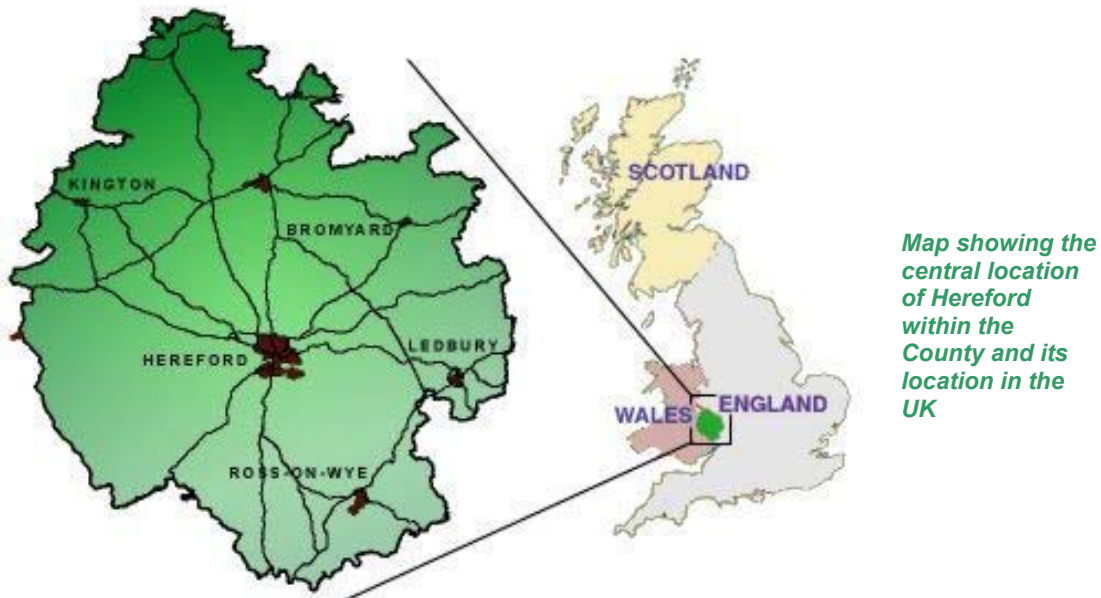 KINGTON
BROMYARD
HEREFORD
LEDBURY
ROSS-ON-WYE
SCOTLAND
WALES
ENGLAND
Map showing the
central location
of Hereford
within the
County and its
location in the
UK